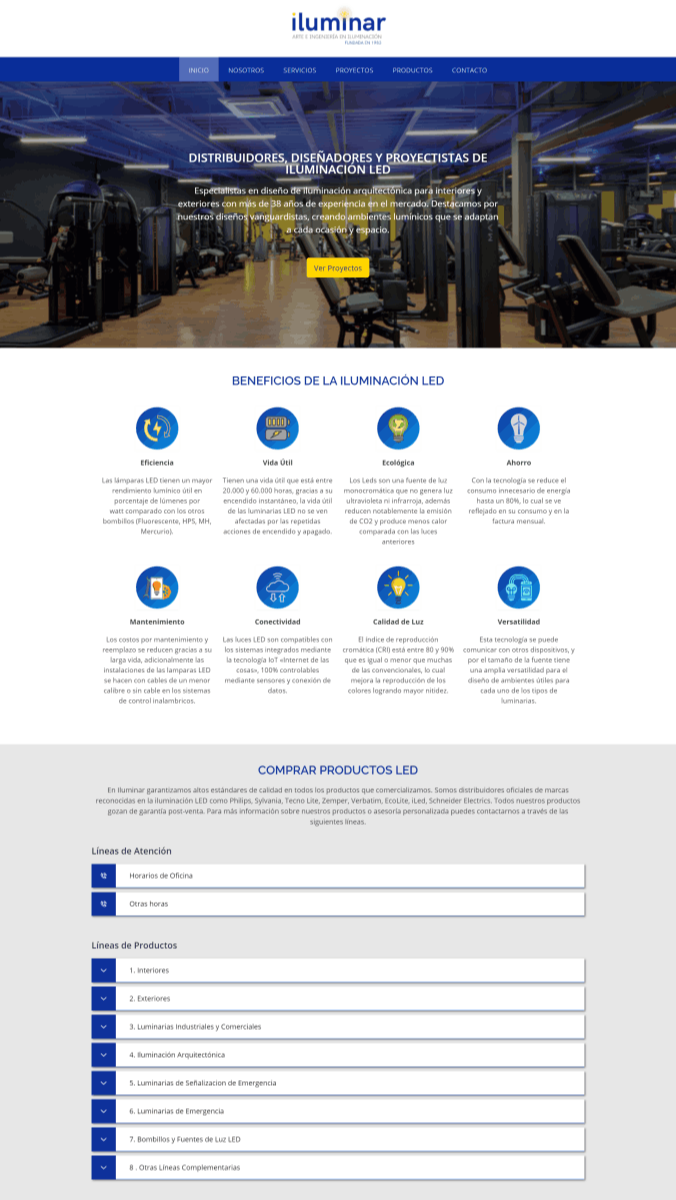 iluminar
ARTE E INGENIERÍA EN ILUMINACIÓN
FUNDADA EN 1980
INICIO
NOSOTROS
SERVICIOS
PROYECTOS
PRODUCTOS
CONTACTO
DISTRIBUIDORES, DISEÑADORES Y PROYECTISTAS DE
ILUMINACIÓN LED
Especialistas en diseño de iluminación arquitectónica para interiores y
exteriores con más de 38 años de experiencia en el mercado. Destacamos por
nuestros diseños vanguardistas, creando ambientes lumínicos que se adaptan
a cada ocasión y espacio.
Ver Proyectos
BENEFICIOS DE LA ILUMINACIÓN LED
Eficiencia
Las lámparas LED tienen un mayor
rendimiento lumínico útil en
porcentaje de lúmenes por
watt comparado con los otros
bombillos (Fluorescente, HPS, MH,
Mercurio).
Vida Útil
Tienen una vida útil que está entre
20.000 y 60.000 horas, gracias a su
encendido instantáneo, la vida útil
de las luminarias LED no se ven
afectadas por las repetidas
acciones de encendido y apagado.
Ecológica
Los Leds son una fuente de luz
monocromática que no genera luz
ultravioleta ni infrarroja, además
reducen notablemente la emisión
de CO2 y produce menos calor
comparada con las luces
anteriores
Ahorro
Con la tecnología se reduce el
consumo innecesario de energía
hasta un 80%, lo cual se ve
reflejado en su consumo y en la
factura mensual.
Mantenimiento
Los costos por mantenimiento y
reemplazo se reducen gracias a su
larga vida, adicionalmente las
instalaciones de las lamparas LED
se hacen con cables de un menor
calibre o sin cable en los sistemas
de control inalambricos.
Conectividad
Las luces LED son compatibles con
los sistemas integrados mediante
la tecnología IoT «Internet de las
cosas», 100% controlables
mediante sensores y conexión de
datos.
Calidad de Luz
El índice de reproducción
cromática (CRI) está entre 80 y 90%
que es igual o menor que muchas
de las convencionales, lo cual
mejora la reproducción de los
colores logrando mayor nitidez.
Versatilidad
Esta tecnología se puede
comunicar con otros dispositivos, y
por el tamaño de la fuente tiene
una amplia versatilidad para el
diseño de ambientes útiles para
cada uno de los tipos de
luminarias.
COMPRAR PRODUCTOS LED
En Iluminar garantizamos altos estándares de calidad en todos los productos que comercializamos. Somos distribuidores oficiales de marcas
reconocidas en la iluminación LED como Philips, Sylvania, Tecno Lite, Zemper, Verbatim, EcoLite, iLed, Schneider Electrics. Todos nuestros productos
gozan de garantía post-venta. Para más información sobre nuestros productos o asesoría personalizada puedes contactarnos a través de las
siguientes líneas.
Líneas de Atención
Horarios de Oficina
Otras horas
Líneas de Productos
1. Interiores
2. Exteriores
3. Luminarias Industriales y Comerciales
4. Iluminación Arquitectónica
5. Luminarias de Señalizacion de Emergencia
6. Luminarias de Emergencia
7. Bombillos y Fuentes de Luz LED
8 . Otras Líneas Complementarias